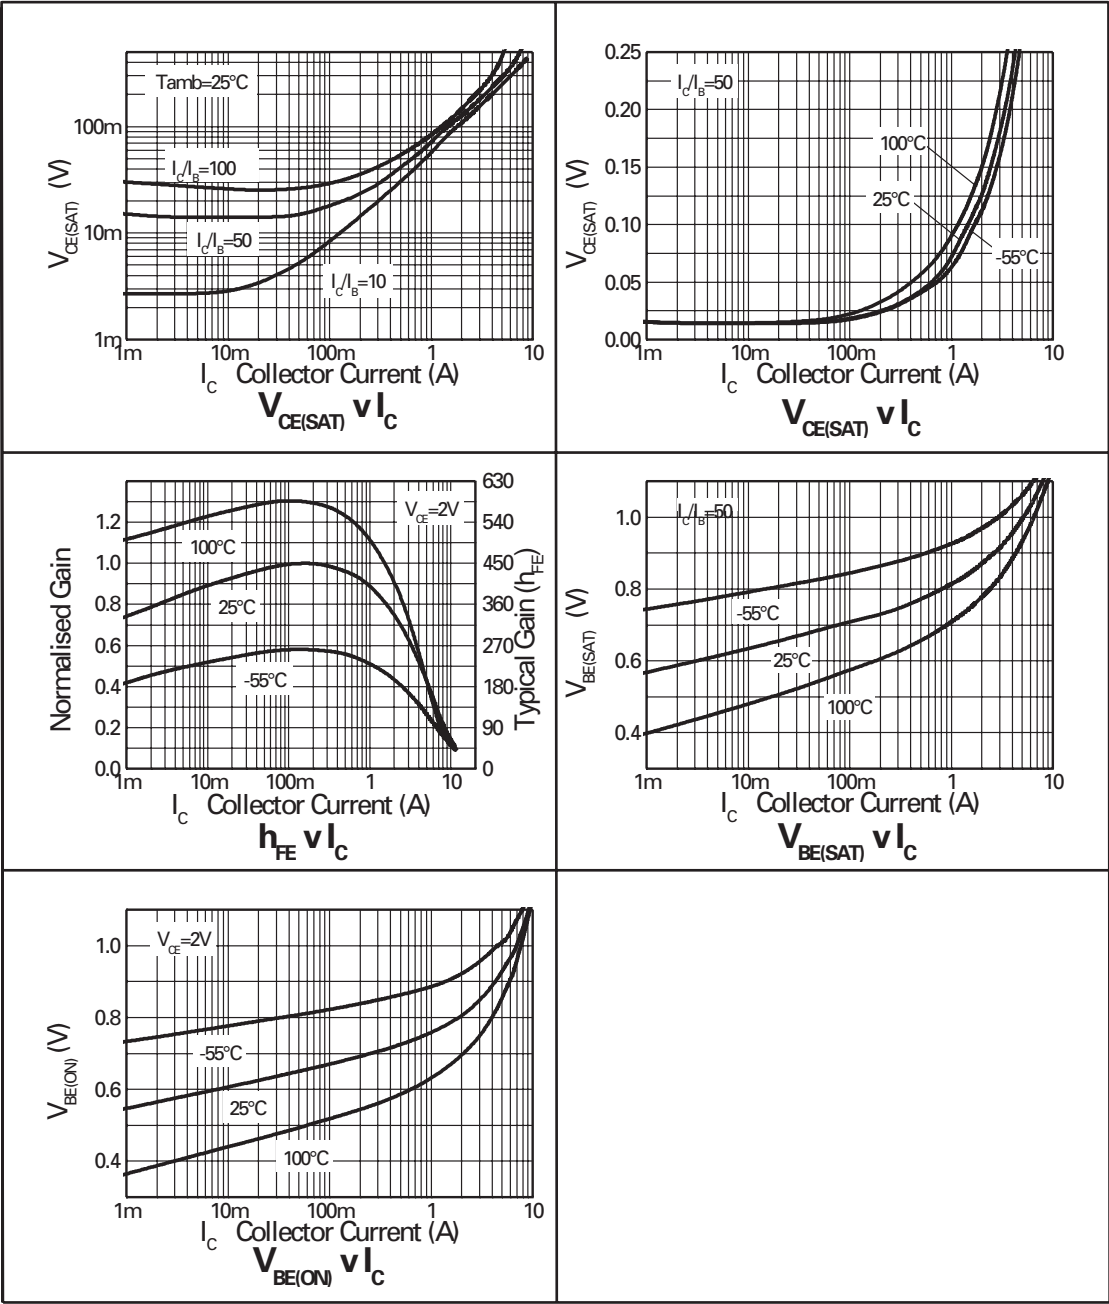 Tamb=25°C
100m
I_C/I_B=100
10m
I_C/I_B=50
I_C/I_B=10
1m
V_CE(SAT) (V)
1m 10m 100m 1 10
I_C Collector Current (A)
V_CE(SAT) v I_C
0.25
I_C/I_B=50
0.20
100°C
0.15
25°C
0.10
-55°C
0.05
0.00
V_CE(SAT) (V)
1m 10m 100m 1 10
I_C Collector Current (A)
V_CE(SAT) v I_C
630
V_CE=2V
1.2 540
100°C
1.0 450
0.8 360
25°C
0.6 270
0.4 180
-55°C
0.2 90
0.0 0
Normalised Gain
Typical Gain (h_FE)
1m 10m 100m 1 10
I_C Collector Current (A)
h_FE v I_C
I_C/I_B=50
1.0
0.8
-55°C
0.6
25°C
100°C
0.4
V_BE(SAT) (V)
1m 10m 100m 1 10
I_C Collector Current (A)
V_BE(SAT) v I_C
V_CE=2V
1.0
0.8
-55°C
0.6
25°C
100°C
0.4
V_BE(ON) (V)
1m 10m 100m 1 10
I_C Collector Current (A)
V_BE(ON) v I_C